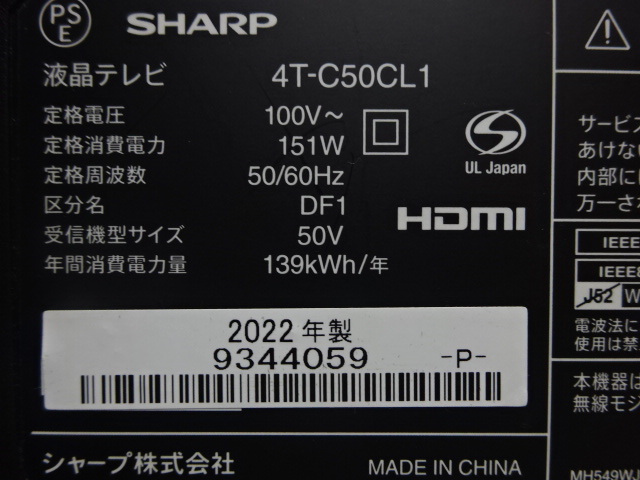 PS
E
SHARP
液晶テレビ 4T-C50CL1
定格電圧 100V～
定格消費電力 151W
定格周波数 50/60Hz
区分名 DF1
受信機型サイズ 50V
年間消費電力量 139kWh/年
UL Japan
HDMI
2022年製
9344059 -P-
シャープ株式会社 MADE IN CHINA
サービス
あけない
内部に
万一
IEEE
IEEE8
J52 W
電波法に
使用は禁
本機器は
無線モジ
MH549WJ